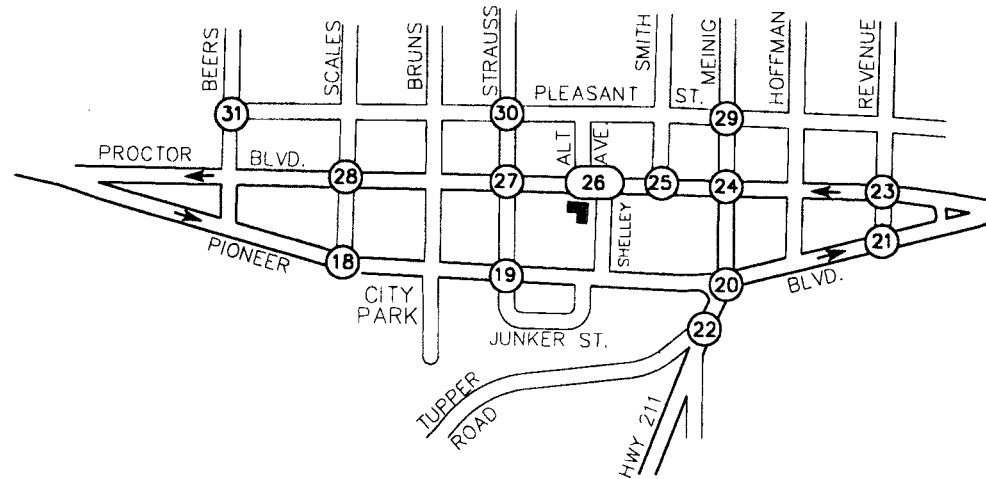 BEERS
SCALES
BRUNS
STRAUSS
SMITH
MEINIG
HOFFMAN
REVENUE
PLEASANT ST.
31
30
29
ALT
AVE.
PROCTOR BLVD.
28
27
26
25
24
23
SHELLEY
21
PIONEER
18
19
20
BLVD.
CITY
PARK
22
JUNKER ST.
TUPPER
ROAD
HWY 211